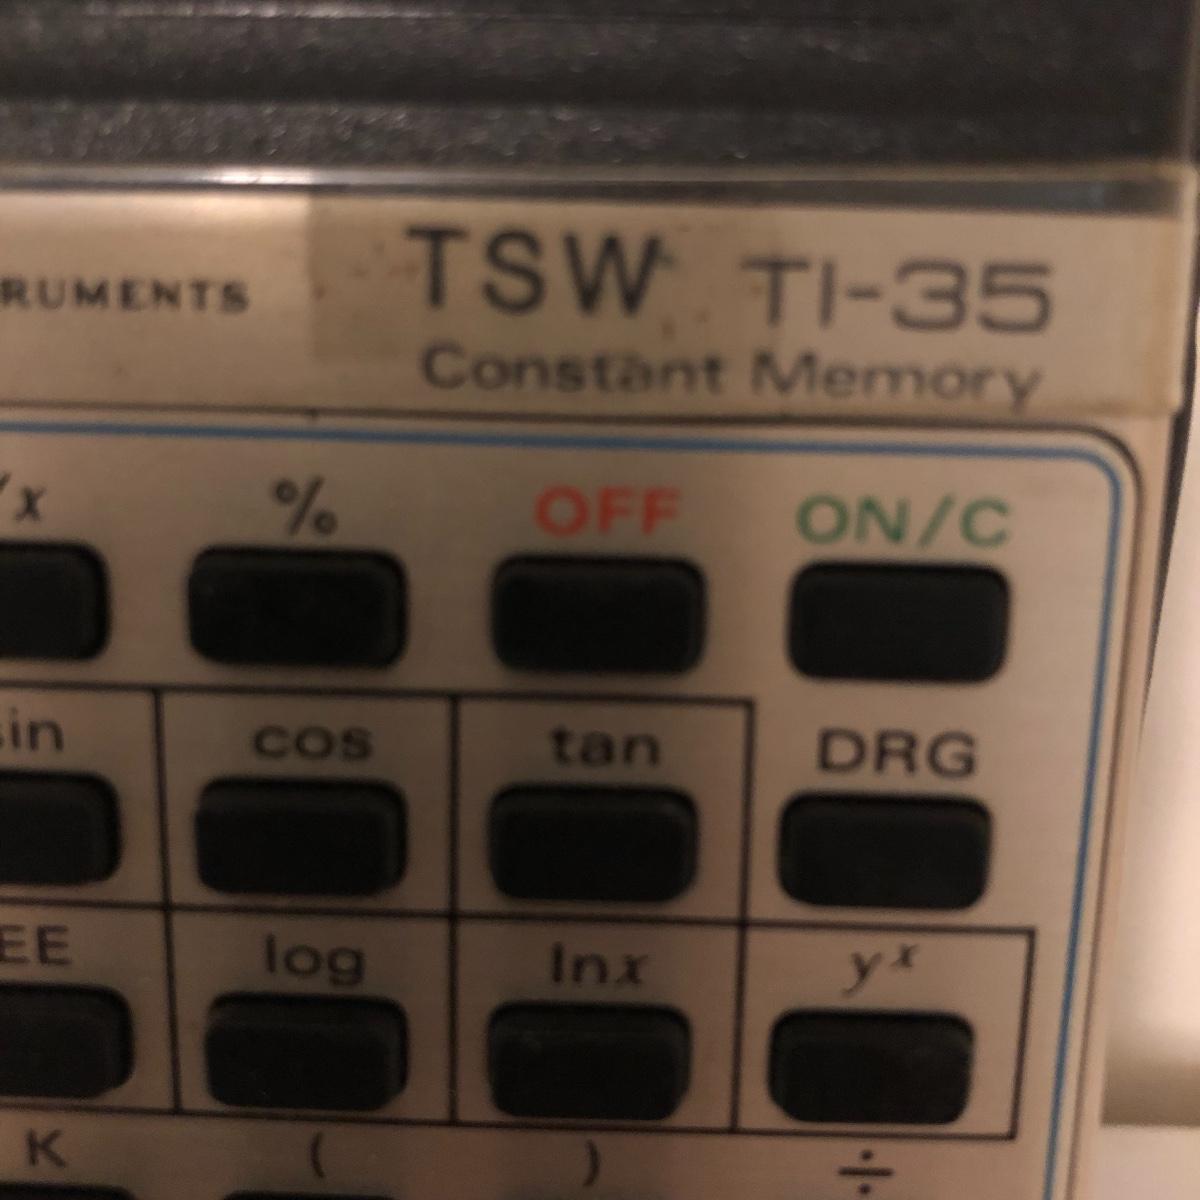 RUMENTS TSW TI-35
Constant Memory
x % OFF ON/C
sin cos tan DRG
EE log lnx yˣ
K ( ) ÷